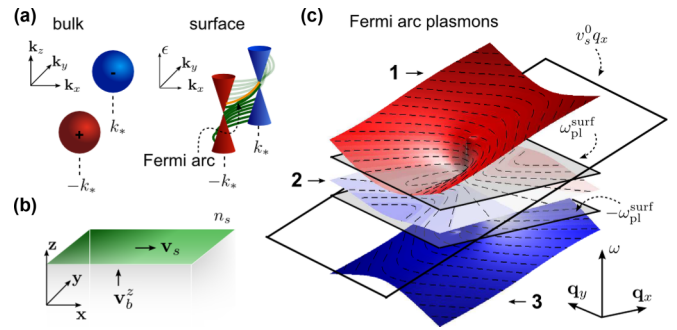 (a)
bulk
surface
k_z
k_y
k_x
-
+
k_*
-k_*
ϵ
k_y
k_x
Fermi arc
k_*
-k_*
(b)
n_s
z
y
x
v_s
v_b^z
(c)
Fermi arc plasmons
v_s^0 q_x
1
ω_pl^surf
2
-ω_pl^surf
3
ω
q_y
q_x